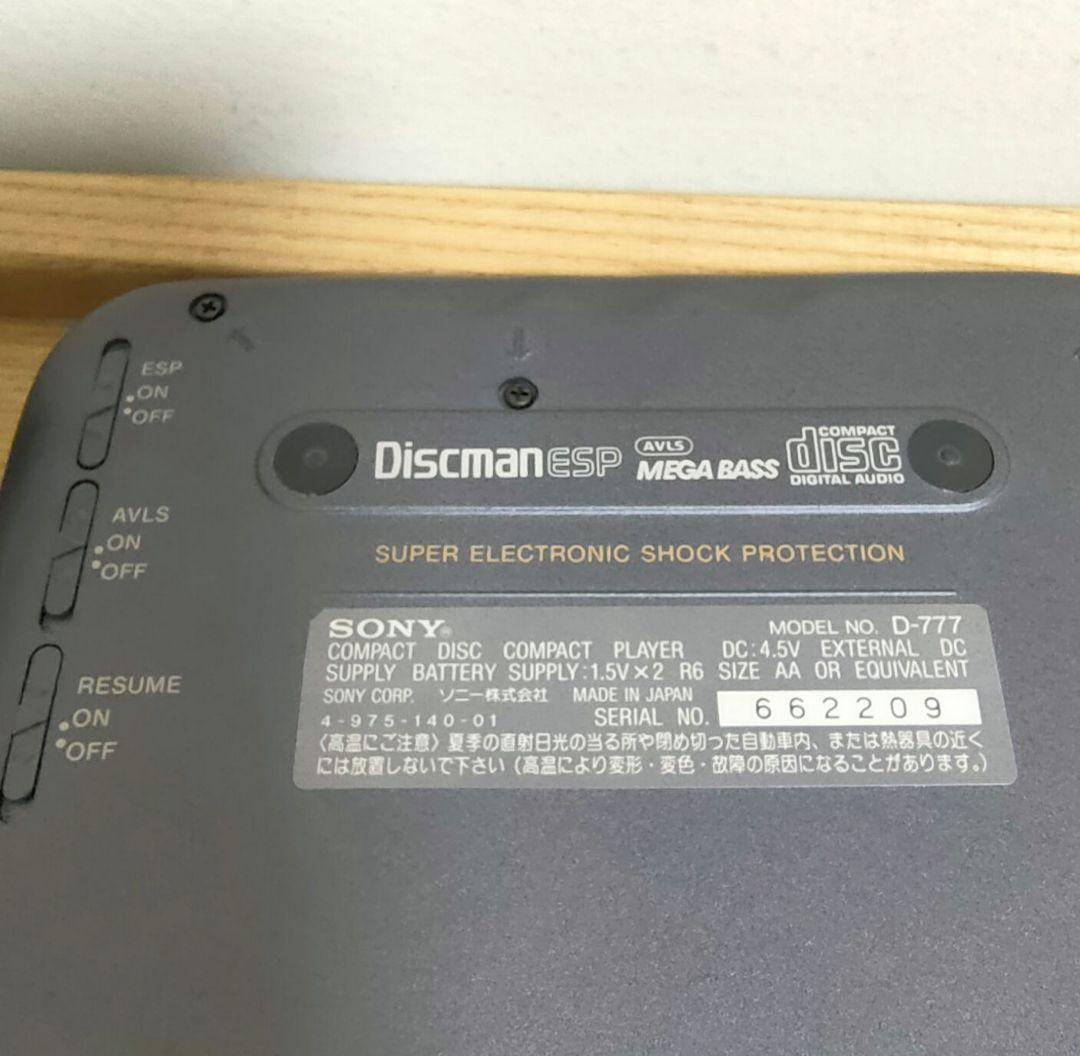 ESP
ON
OFF
AVLS
ON
OFF
RESUME
ON
OFF
Discman ESP AVLS MEGA BASS COMPACT disc DIGITAL AUDIO
SUPER ELECTRONIC SHOCK PROTECTION
SONY® MODEL NO. D-777
COMPACT DISC COMPACT PLAYER DC:4.5V EXTERNAL DC
SUPPLY BATTERY SUPPLY:1.5V×2 R6 SIZE AA OR EQUIVALENT
SONY CORP. ソニー株式会社 MADE IN JAPAN
4-975-140-01 SERIAL NO. 662209
〈高温にご注意〉夏季の直射日光の当る所や閉め切った自動車内、または熱器具の近く
には放置しないで下さい(高温により変形・変色・故障の原因になることがあります。)